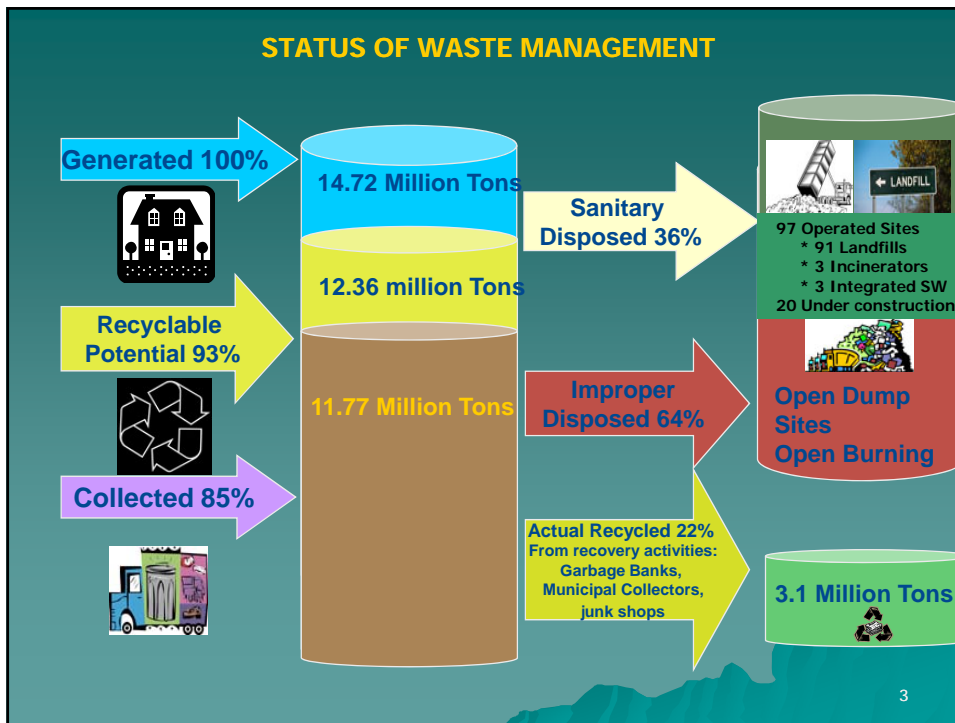 STATUS OF WASTE MANAGEMENT
Generated 100%
14.72 Million Tons
Sanitary
Disposed 36%
← LANDFILL
97 Operated Sites
* 91 Landfills
* 3 Incinerators
* 3 Integrated SW
20 Under construction
12.36 million Tons
Recyclable
Potential 93%
11.77 Million Tons
Improper
Disposed 64%
Open Dump
Sites
Open Burning
Collected 85%
Actual Recycled 22%
From recovery activities:
Garbage Banks,
Municipal Collectors,
junk shops
3.1 Million Tons
3